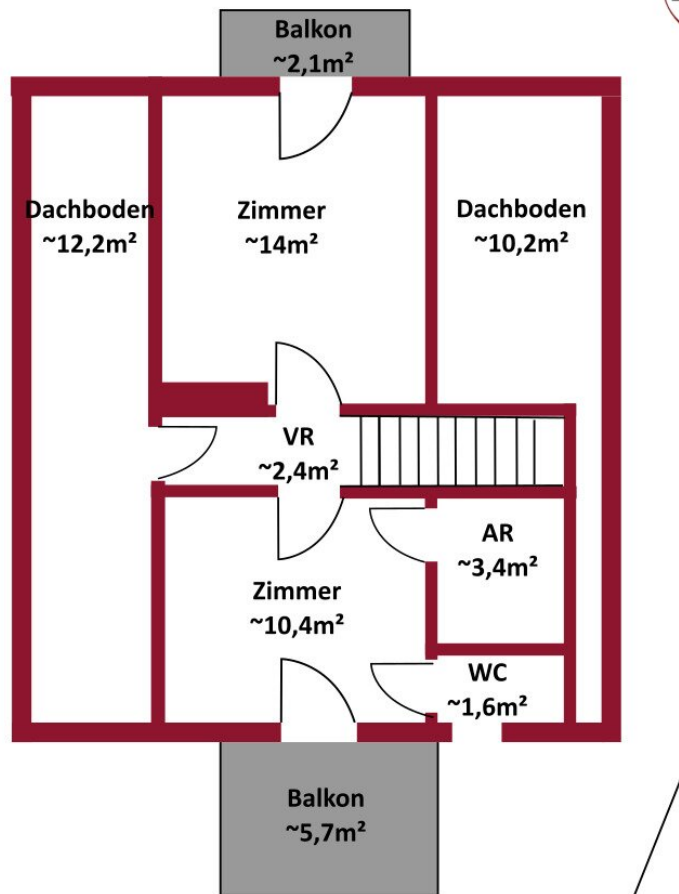 Balkon
~2,1m²
Dachboden
~12,2m²
Zimmer
~14m²
Dachboden
~10,2m²
VR
~2,4m²
AR
~3,4m²
Zimmer
~10,4m²
WC
~1,6m²
Balkon
~5,7m²